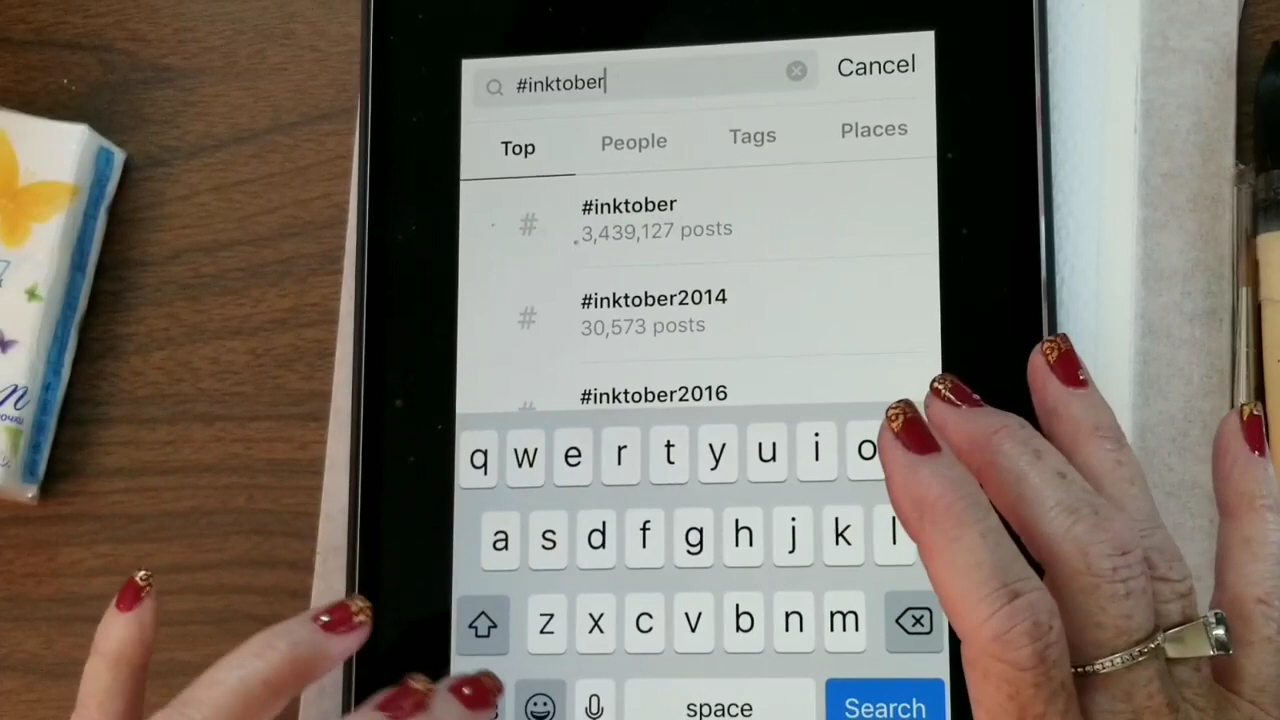 #inktober
Cancel
Top People Tags Places
#inktober
3,439,127 posts
#inktober2014
30,573 posts
#inktober2016
q w e r t y u i o
a s d f g h j k l
z x c v b n m
space Search